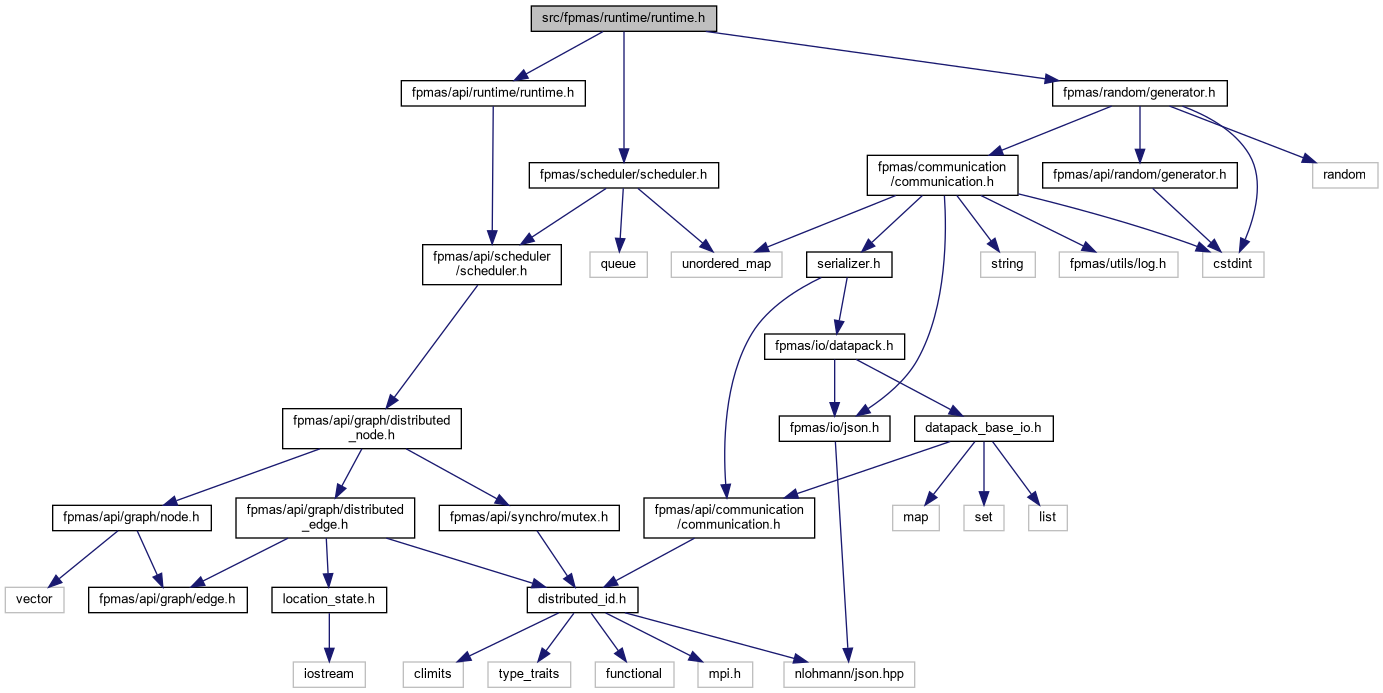 src/fpmas/runtime/runtime.h
fpmas/api/runtime/runtime.h
fpmas/random/generator.h
fpmas/scheduler/scheduler.h
fpmas/communication
/communication.h
fpmas/api/random/generator.h
random
fpmas/api/scheduler
/scheduler.h
queue
unordered_map
serializer.h
string
fpmas/utils/log.h
cstdint
fpmas/io/datapack.h
fpmas/api/graph/distributed
_node.h
fpmas/io/json.h
datapack_base_io.h
fpmas/api/graph/node.h
fpmas/api/graph/distributed
_edge.h
fpmas/api/synchro/mutex.h
fpmas/api/communication
/communication.h
map
set
list
vector
fpmas/api/graph/edge.h
location_state.h
distributed_id.h
iostream
climits
type_traits
functional
mpi.h
nlohmann/json.hpp